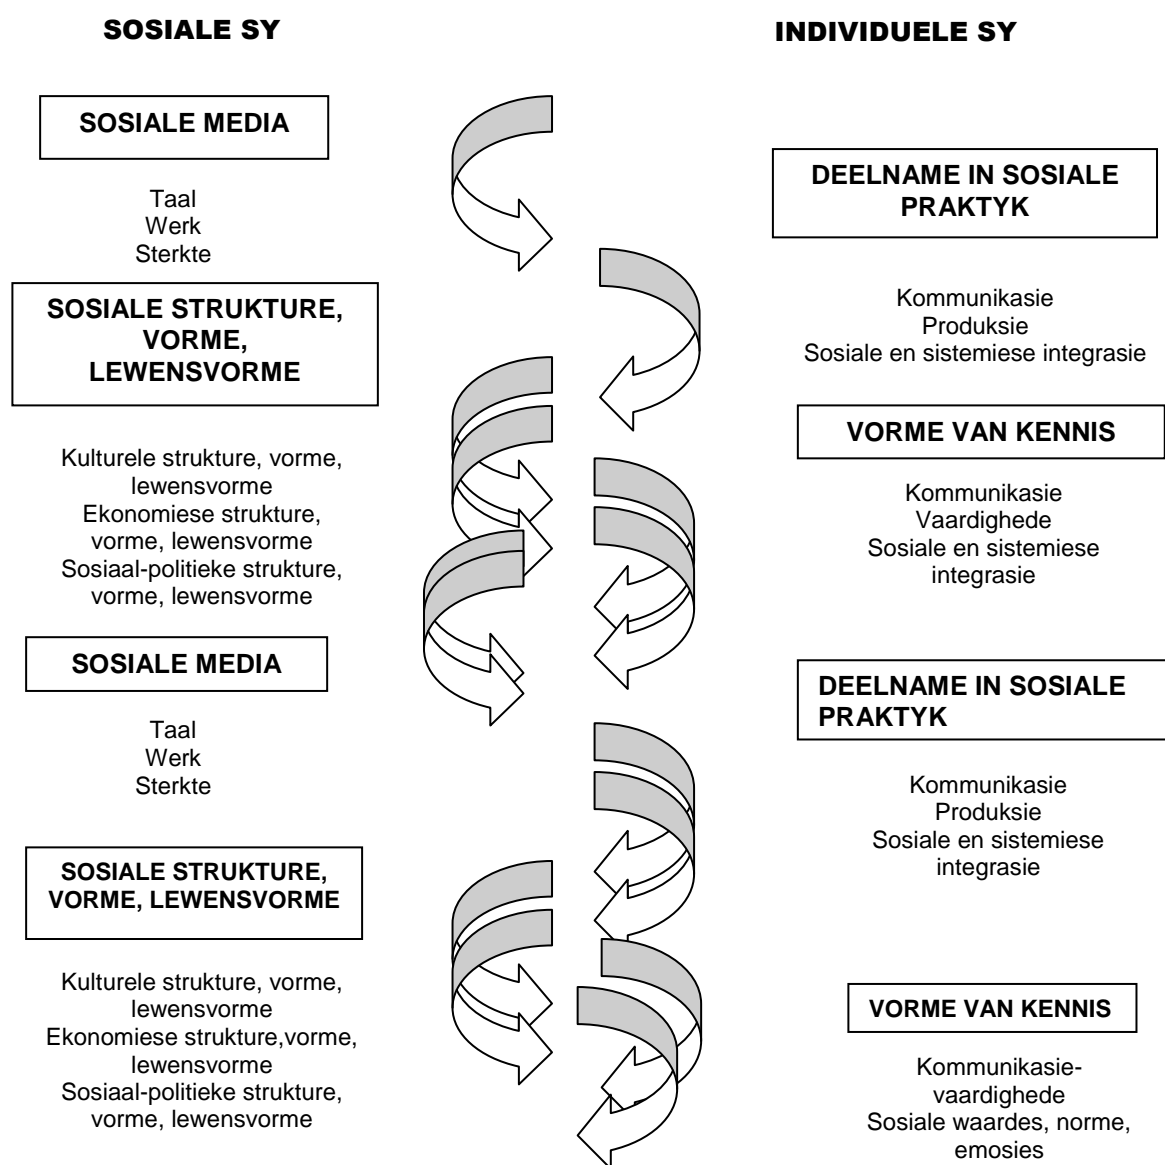 SOSIALE SY
INDIVIDUELE SY
SOSIALE MEDIA
Taal
Werk
Sterkte
DEELNAME IN SOSIALE
PRAKTYK
Kommunikasie
Produksie
Sosiale en sistemiese integrasie
SOSIALE STRUKTURE,
VORME,
LEWENSVORME
Kulturele strukture, vorme,
lewensvorme
Ekonomiese strukture,
vorme, lewensvorme
Sosiaal-politieke strukture,
vorme, lewensvorme
VORME VAN KENNIS
Kommunikasie
Vaardighede
Sosiale en sistemiese
integrasie
SOSIALE MEDIA
Taal
Werk
Sterkte
DEELNAME IN SOSIALE
PRAKTYK
Kommunikasie
Produksie
Sosiale en sistemiese
integrasie
SOSIALE STRUKTURE,
VORME, LEWENSVORME
Kulturele strukture, vorme,
lewensvorme
Ekonomiese strukture,vorme,
lewensvorme
Sosiaal-politieke strukture,
vorme, lewensvorme
VORME VAN KENNIS
Kommunikasie-
vaardighede
Sosiale waardes, norme,
emosies